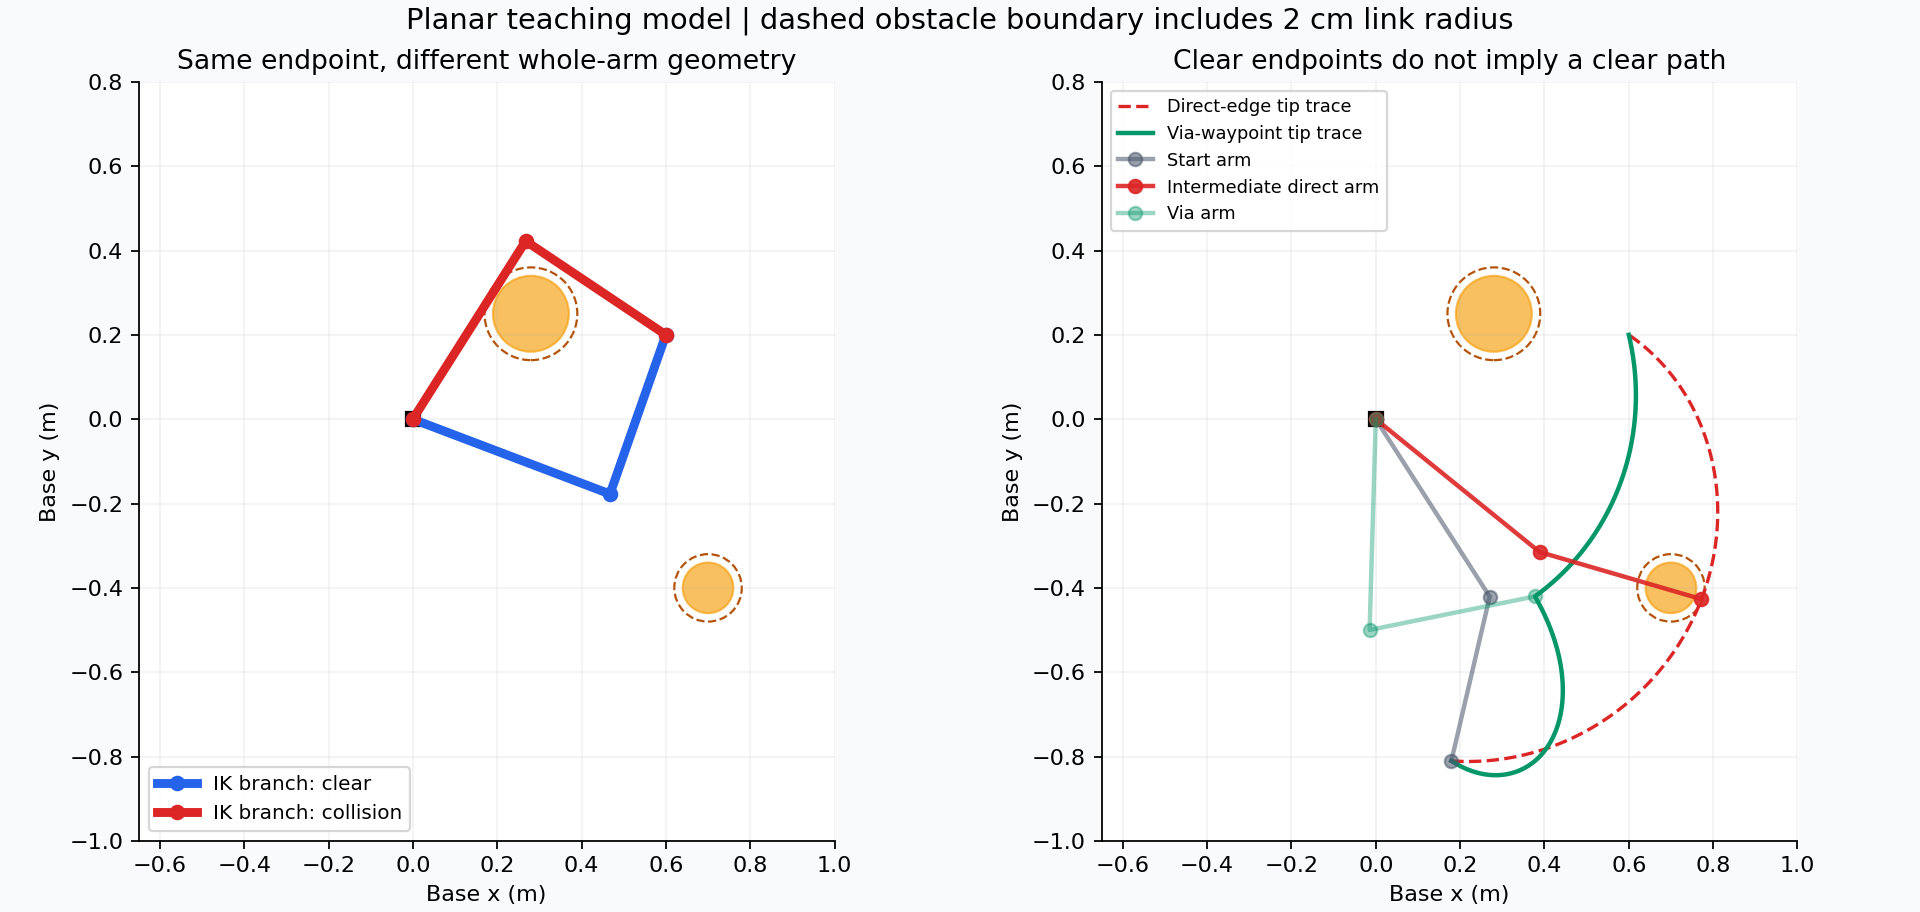 Planar teaching model | dashed obstacle boundary includes 2 cm link radius
Same endpoint, different whole-arm geometry
0.8
0.6
0.4
0.2
0.0
−0.2
−0.4
−0.6
−0.8
−1.0
Base y (m)
IK branch: clear
IK branch: collision
−0.6 −0.4 −0.2 0.0 0.2 0.4 0.6 0.8 1.0
Base x (m)
Clear endpoints do not imply a clear path
0.8
0.6
0.4
0.2
0.0
−0.2
−0.4
−0.6
−0.8
−1.0
Base y (m)
Direct-edge tip trace
Via-waypoint tip trace
Start arm
Intermediate direct arm
Via arm
−0.6 −0.4 −0.2 0.0 0.2 0.4 0.6 0.8 1.0
Base x (m)